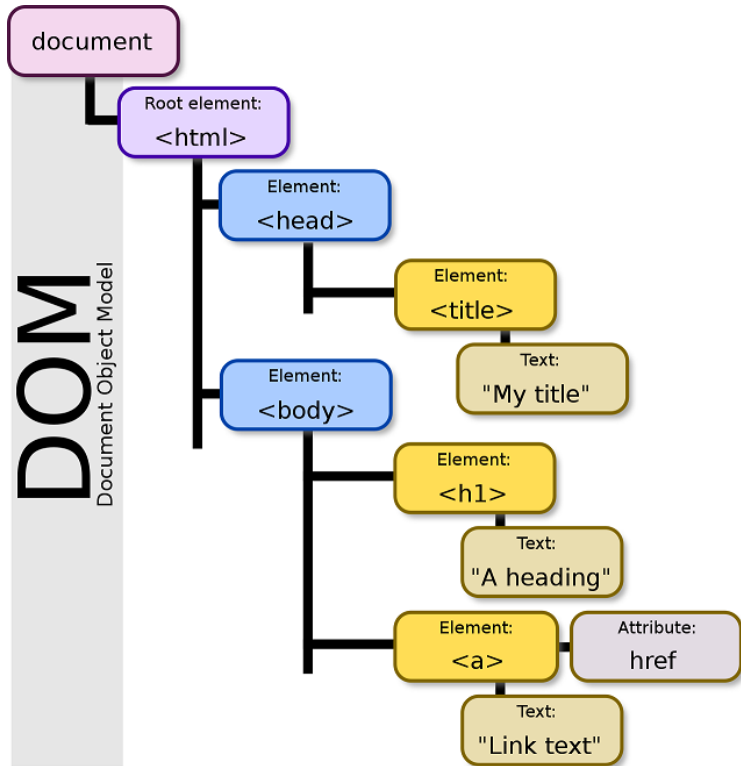 document
Root element:
<html>
Element:
<head>
Element:
<title>
Text:
"My title"
Element:
<body>
Element:
<h1>
Text:
"A heading"
Element:
<a>
Attribute:
href
Text:
"Link text"
DOM
Document Object Model